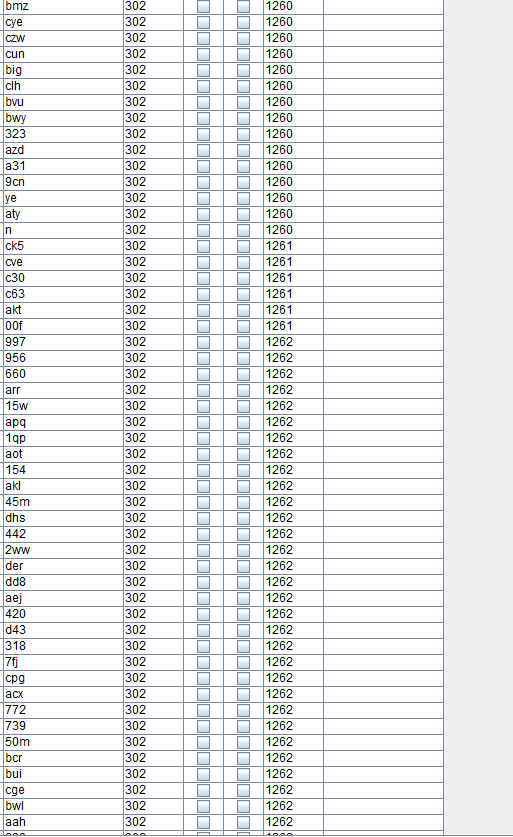 bmz 302 1260
cye 302 1260
czw 302 1260
cun 302 1260
big 302 1260
clh 302 1260
bvu 302 1260
bwy 302 1260
323 302 1260
azd 302 1260
a31 302 1260
9cn 302 1260
ye 302 1260
aty 302 1260
n 302 1260
ck5 302 1261
cve 302 1261
c30 302 1261
c63 302 1261
akt 302 1261
00f 302 1261
997 302 1262
956 302 1262
660 302 1262
arr 302 1262
15w 302 1262
apq 302 1262
1qp 302 1262
aot 302 1262
154 302 1262
akl 302 1262
45m 302 1262
dhs 302 1262
442 302 1262
2ww 302 1262
der 302 1262
dd8 302 1262
aej 302 1262
420 302 1262
d43 302 1262
318 302 1262
7fj 302 1262
cpg 302 1262
acx 302 1262
772 302 1262
739 302 1262
50m 302 1262
bcr 302 1262
bui 302 1262
cge 302 1262
bwl 302 1262
aah 302 1262